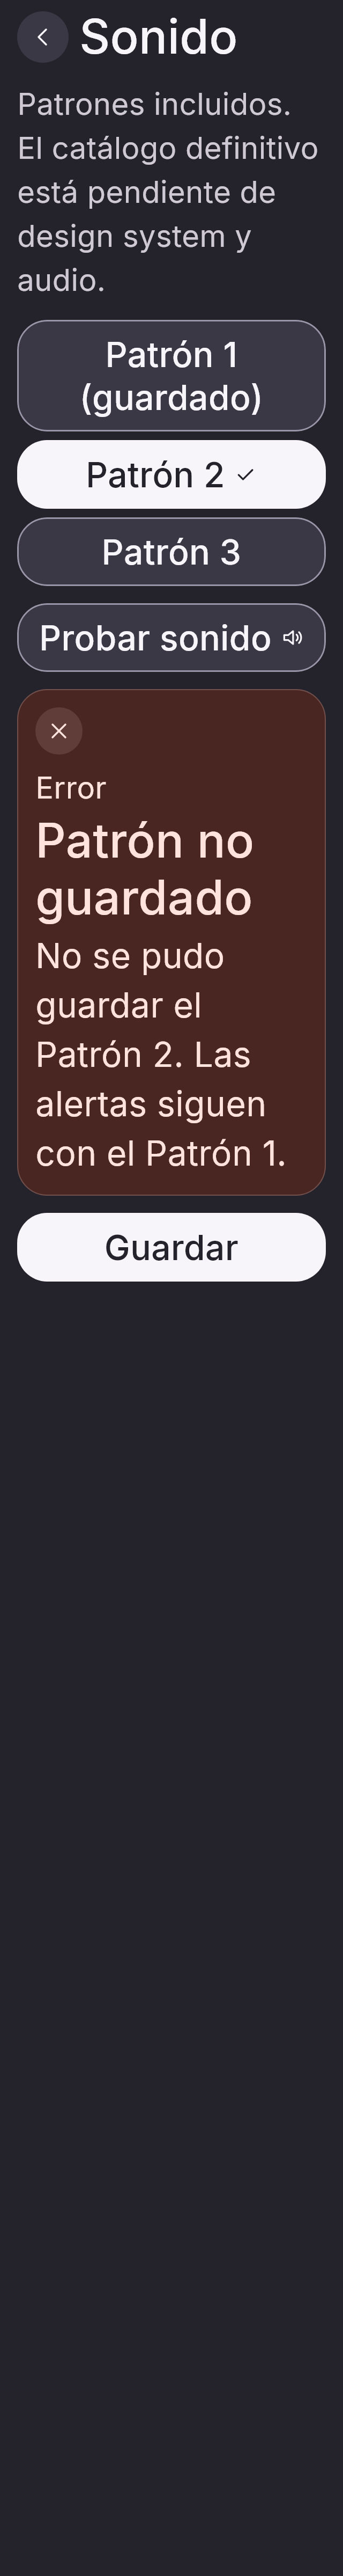 Sonido
Patrones incluidos.
El catálogo definitivo
está pendiente de
design system y
audio.
Patrón 1
(guardado)
Patrón 2
Patrón 3
Probar sonido
Error
Patrón no
guardado
No se pudo
guardar el
Patrón 2. Las
alertas siguen
con el Patrón 1.
Guardar